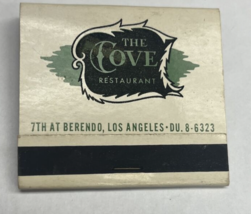 THE
COVE
RESTAURANT
7TH AT BERENDO, LOS ANGELES • DU. 8-6323